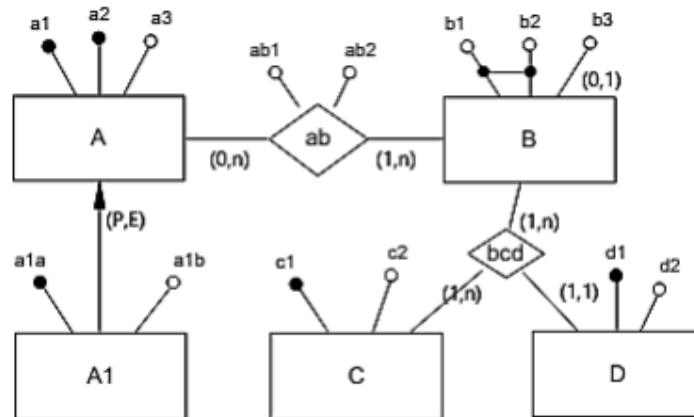 a1 a2 a3
ab1 ab2
b1 b2 b3
(0,1)
A
ab
B
(0,n)
(1,n)
(P,E)
(1,n)
bcd
a1a a1b
c1 c2
(1,n)
(1,1)
d1 d2
A1
C
D